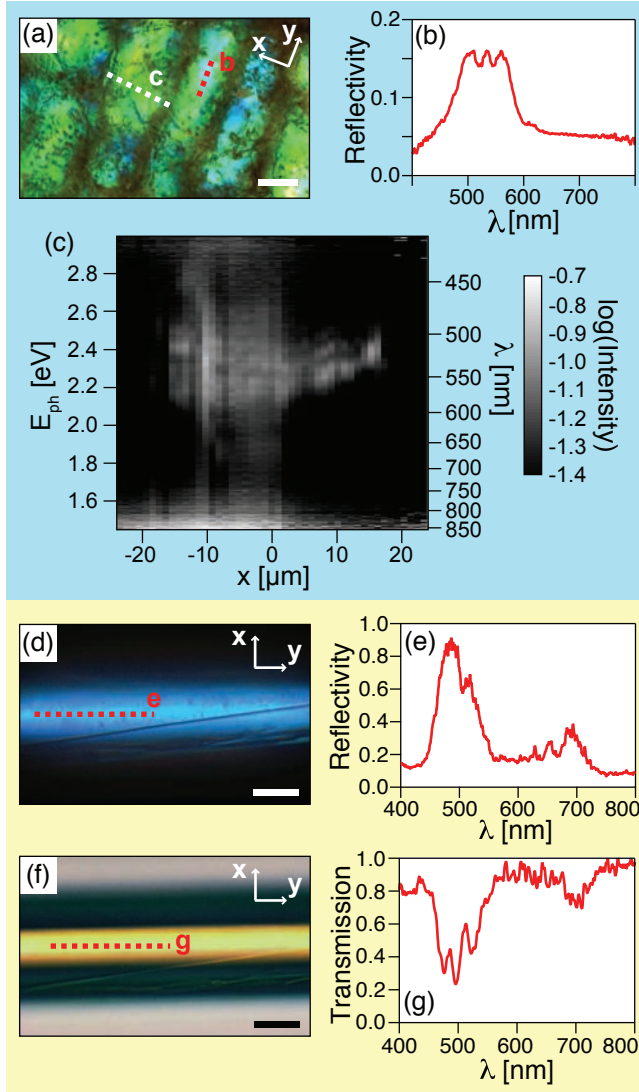 (a)
x
y
c
b
(b)
Reflectivity
0.2
0.1
0.0
500
600
700
λ [nm]
(c)
E_ph [eV]
2.8
2.6
2.4
2.2
2.0
1.8
1.6
-20
-10
0
10
20
x [µm]
450
500
550
600
650
700
750
800
850
λ [nm]
-0.7
-0.8
-0.9
-1.0
-1.1
-1.2
-1.3
-1.4
log(Intensity)
(d)
x
y
e
(e)
Reflectivity
1.0
0.8
0.6
0.4
0.2
0.0
400
500
600
700
800
λ [nm]
(f)
x
y
g
(g)
Transmission
1.0
0.8
0.6
0.4
0.2
0.0
400
500
600
700
800
λ [nm]